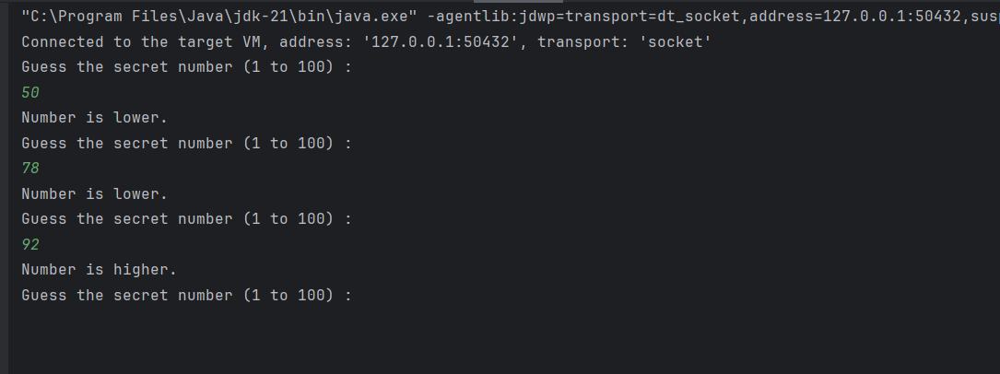 "C:\Program Files\Java\jdk-21\bin\java.exe" -agentlib:jdwp=transport=dt_socket,address=127.0.0.1:50432,
Connected to the target VM, address: '127.0.0.1:50432', transport: 'socket'
Guess the secret number (1 to 100) :
50
Number is lower.
Guess the secret number (1 to 100) :
78
Number is lower.
Guess the secret number (1 to 100) :
92
Number is higher.
Guess the secret number (1 to 100) :